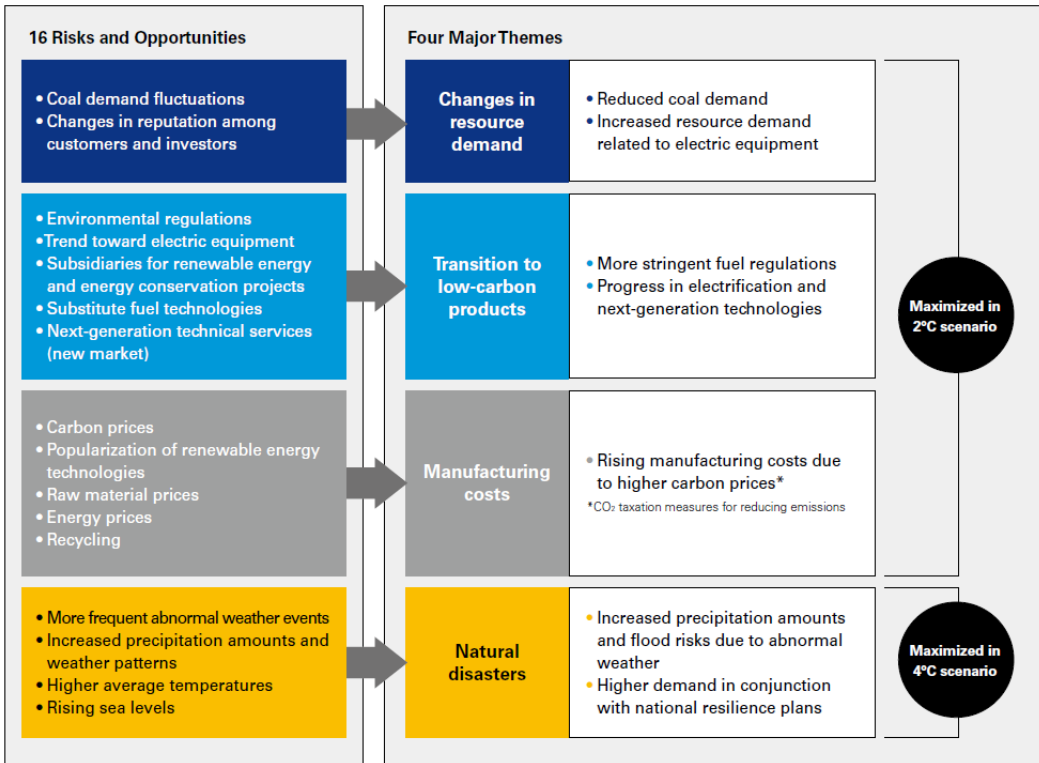 16 Risks and Opportunities
Four Major Themes
• Coal demand fluctuations
• Changes in reputation among
customers and investors
Changes in
resource
demand
• Reduced coal demand
• Increased resource demand
related to electric equipment
• Environmental regulations
• Trend toward electric equipment
• Subsidiaries for renewable energy
and energy conservation projects
• Substitute fuel technologies
• Next-generation technical services
(new market)
Transition to
low-carbon
products
• More stringent fuel regulations
• Progress in electrification and
next-generation technologies
Maximized in
2ºC scenario
• Carbon prices
• Popularization of renewable energy
technologies
• Raw material prices
• Energy prices
• Recycling
Manufacturing
costs
• Rising manufacturing costs due
to higher carbon prices*
*CO₂ taxation measures for reducing emissions
• More frequent abnormal weather events
• Increased precipitation amounts and
weather patterns
• Higher average temperatures
• Rising sea levels
Natural
disasters
• Increased precipitation amounts
and flood risks due to abnormal
weather
• Higher demand in conjunction
with national resilience plans
Maximized in
4ºC scenario